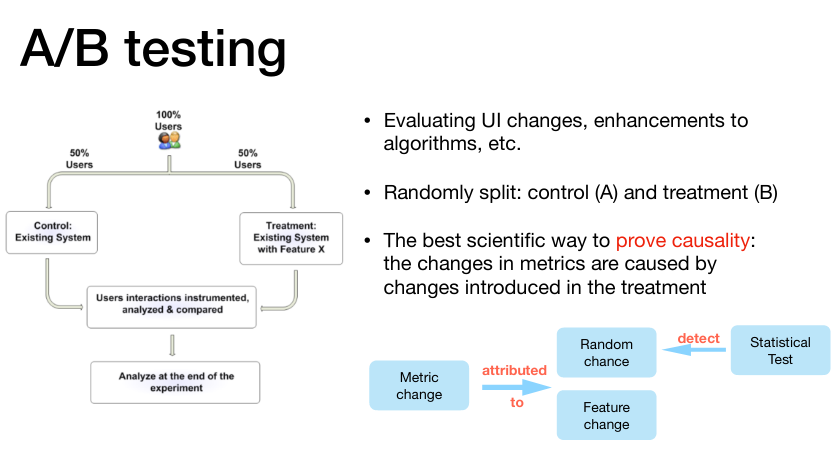 A/B testing
100%
Users
50%
Users
50%
Users
Control:
Existing System
Treatment:
Existing System
with Feature X
Users interactions instrumented,
analyzed & compared
Analyze at the end of the
experiment
• Evaluating UI changes, enhancements to
algorithms, etc.
• Randomly split: control (A) and treatment (B)
• The best scientific way to prove causality:
the changes in metrics are caused by
changes introduced in the treatment
Metric
change
attributed
to
Random
chance
Feature
change
detect
Statistical
Test